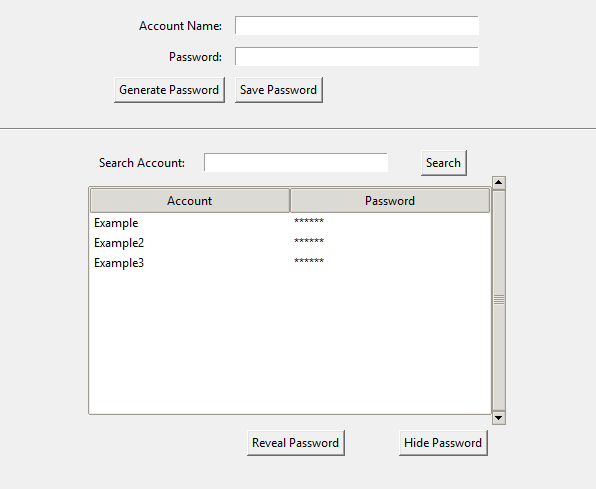 Account Name:
Password:
Generate Password Save Password
Search Account: Search
Account Password
Example ******
Example2 ******
Example3 ******
Reveal Password Hide Password